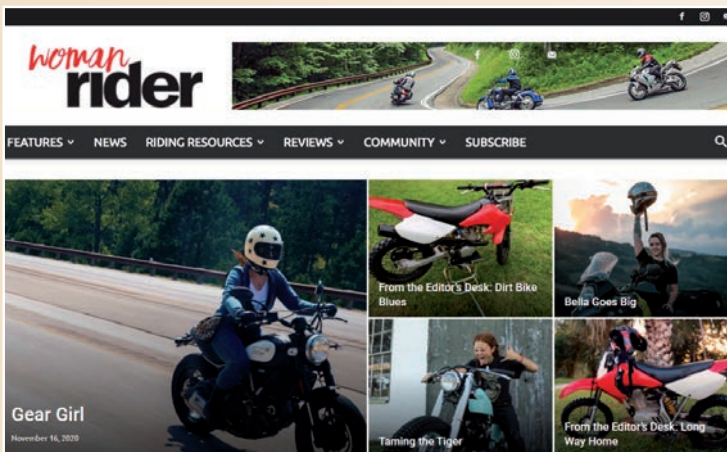 woman
rider
FEATURES NEWS RIDING RESOURCES REVIEWS COMMUNITY SUBSCRIBE
Gear Girl
November 16, 2020
From the Editor's Desk: Dirt Bike
Blues
Bella Goes Big
Taming the Tiger
From the Editor's Desk: Long
Way Home